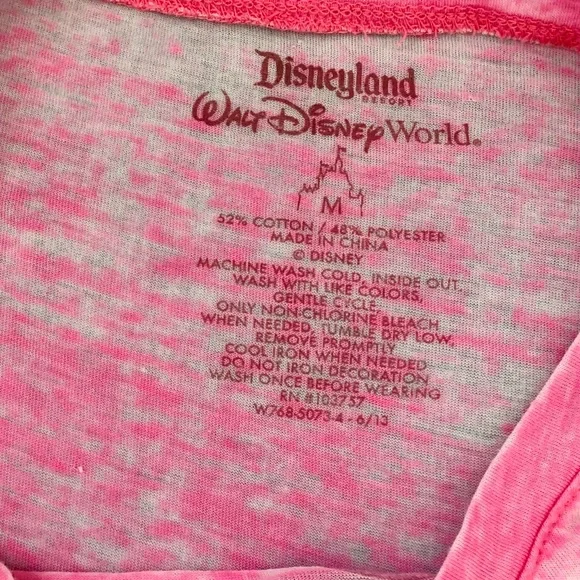 Disneyland
RESORT
WALT DISNEY World®
M
52% COTTON / 48% POLYESTER
MADE IN CHINA
© DISNEY
MACHINE WASH COLD, INSIDE OUT.
WASH WITH LIKE COLORS,
GENTLE CYCLE,
ONLY NON-CHLORINE BLEACH
WHEN NEEDED, TUMBLE DRY LOW,
REMOVE PROMPTLY
COOL IRON WHEN NEEDED
DO NOT IRON DECORATION
WASH ONCE BEFORE WEARING
RN #103757
W768-5073-4 - 6/13